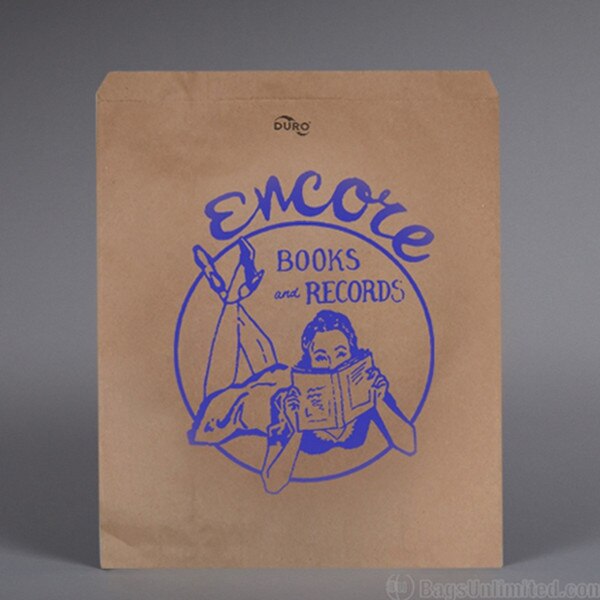 DURO
Encore
BOOKS
and RECORDS
BagsUnlimited.com